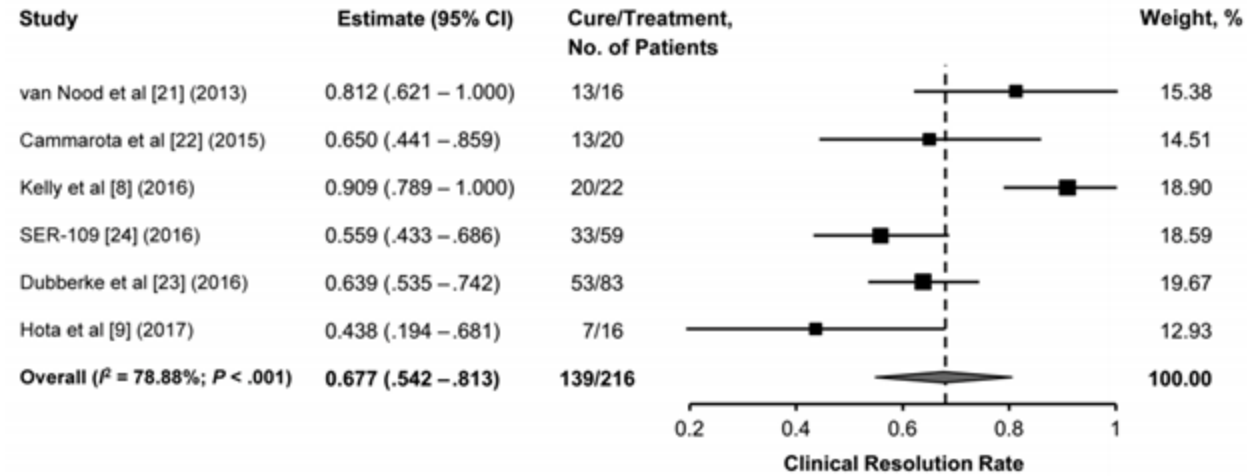 Study Estimate (95% CI) Cure/Treatment, Weight, %
No. of Patients
van Nood et al [21] (2013) 0.812 (.621 – 1.000) 13/16 15.38
Cammarota et al [22] (2015) 0.650 (.441 –.859) 13/20 14.51
Kelly et al [8] (2016) 0.909 (.789 – 1.000) 20/22 18.90
SER-109 [24] (2016) 0.559 (.433 – .686) 33/59 18.59
Dubberke et al [23] (2016) 0.639 (.535 – .742) 53/83 19.67
Hota et al [9] (2017) 0.438 (.194 – .681) 7/16 12.93
Overall (I² = 78.88%; P < .001) 0.677 (.542 – .813) 139/216 100.00
0.2 0.4 0.6 0.8 1
Clinical Resolution Rate